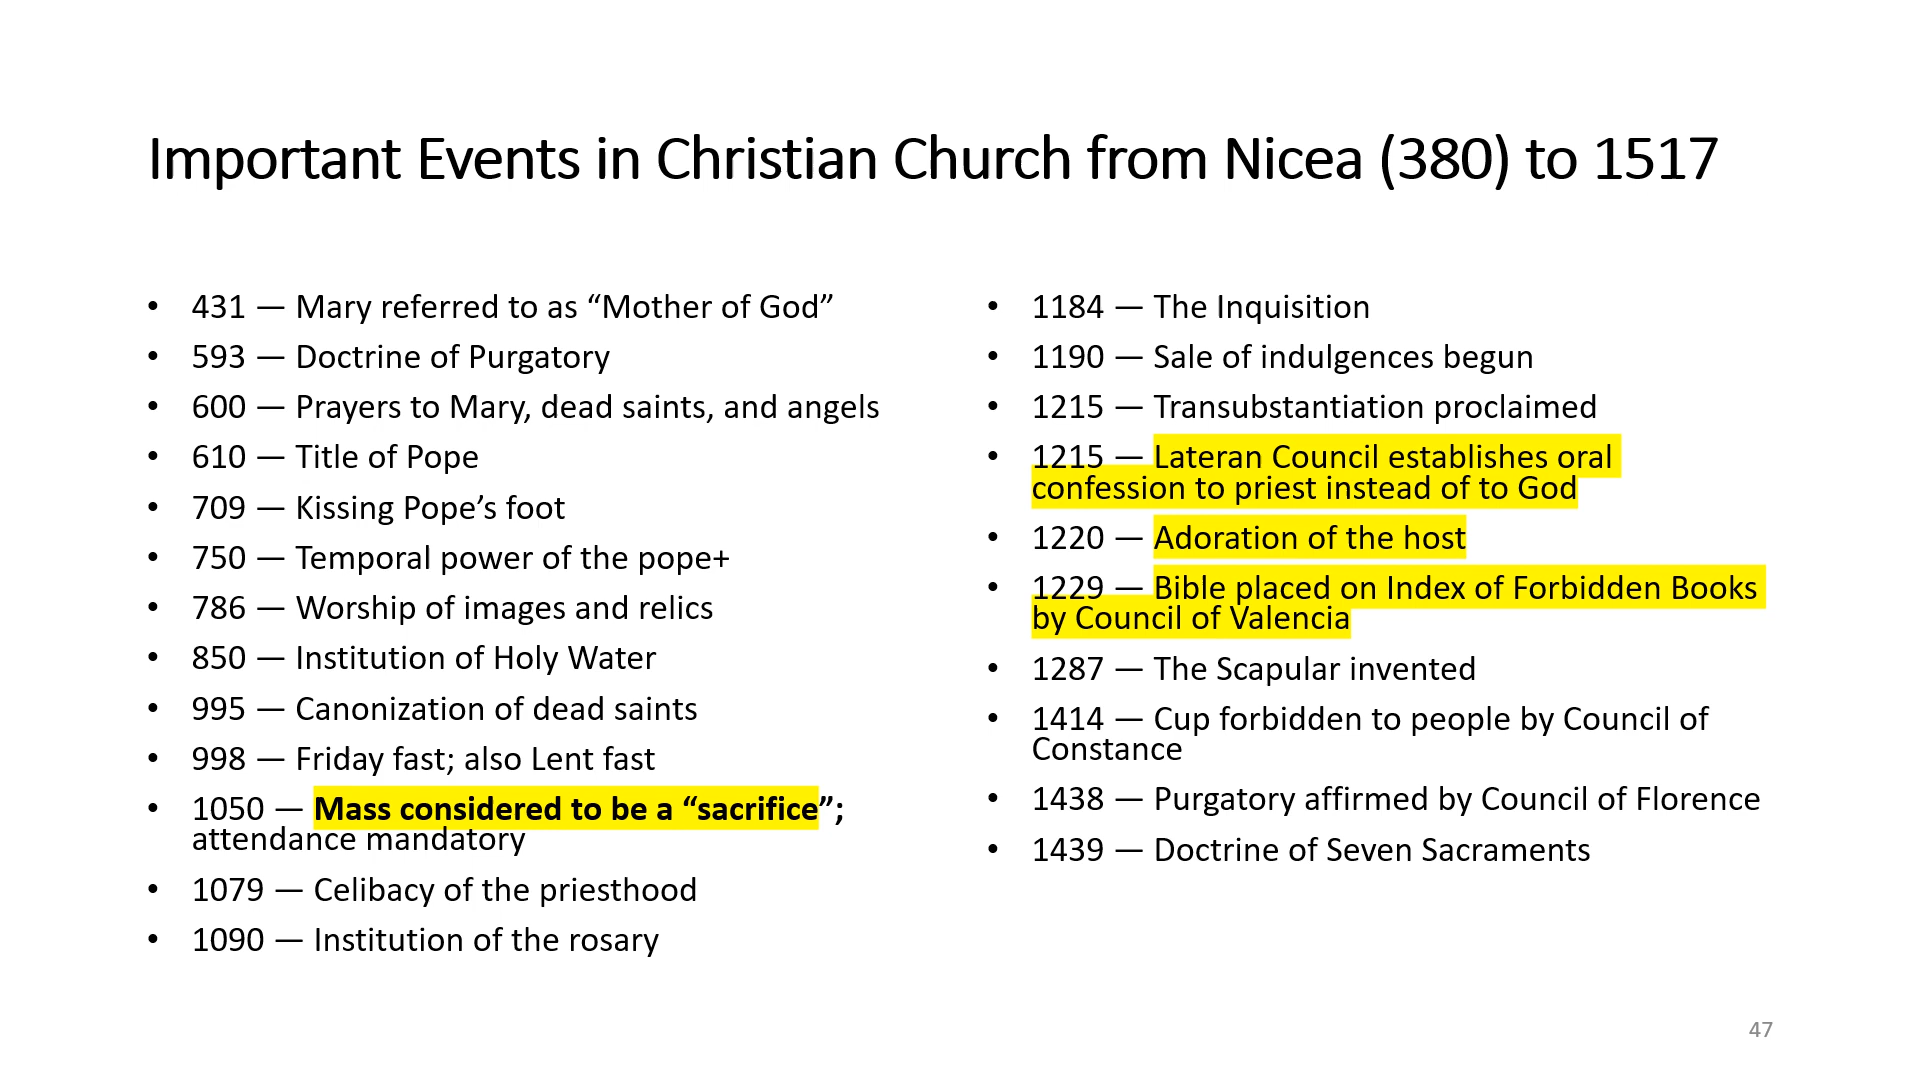 Important Events in Christian Church from Nicea (380) to 1517
• 431 — Mary referred to as “Mother of God”
• 593 — Doctrine of Purgatory
• 600 — Prayers to Mary, dead saints, and angels
• 610 — Title of Pope
• 709 — Kissing Pope’s foot
• 750 — Temporal power of the pope+
• 786 — Worship of images and relics
• 850 — Institution of Holy Water
• 995 — Canonization of dead saints
• 998 — Friday fast; also Lent fast
• 1050 — Mass considered to be a “sacrifice”;
attendance mandatory
• 1079 — Celibacy of the priesthood
• 1090 — Institution of the rosary
• 1184 — The Inquisition
• 1190 — Sale of indulgences begun
• 1215 — Transubstantiation proclaimed
• 1215 — Lateran Council establishes oral
confession to priest instead of to God
• 1220 — Adoration of the host
• 1229 — Bible placed on Index of Forbidden Books
by Council of Valencia
• 1287 — The Scapular invented
• 1414 — Cup forbidden to people by Council of
Constance
• 1438 — Purgatory affirmed by Council of Florence
• 1439 — Doctrine of Seven Sacraments
47